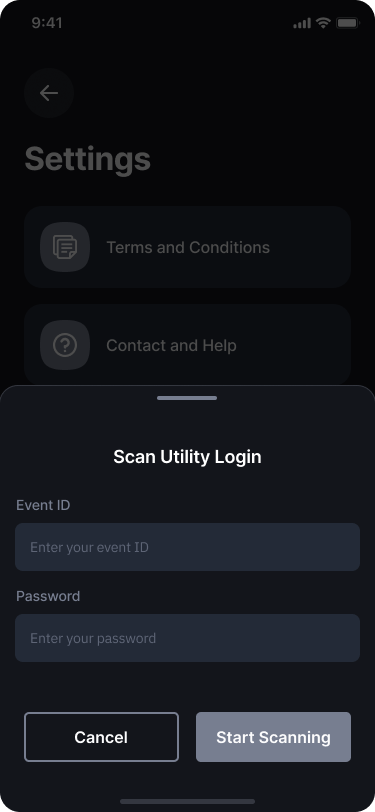 9:41
Settings
Terms and Conditions
Contact and Help
Scan Utility Login
Event ID
Enter your event ID
Password
Enter your password
Cancel
Start Scanning